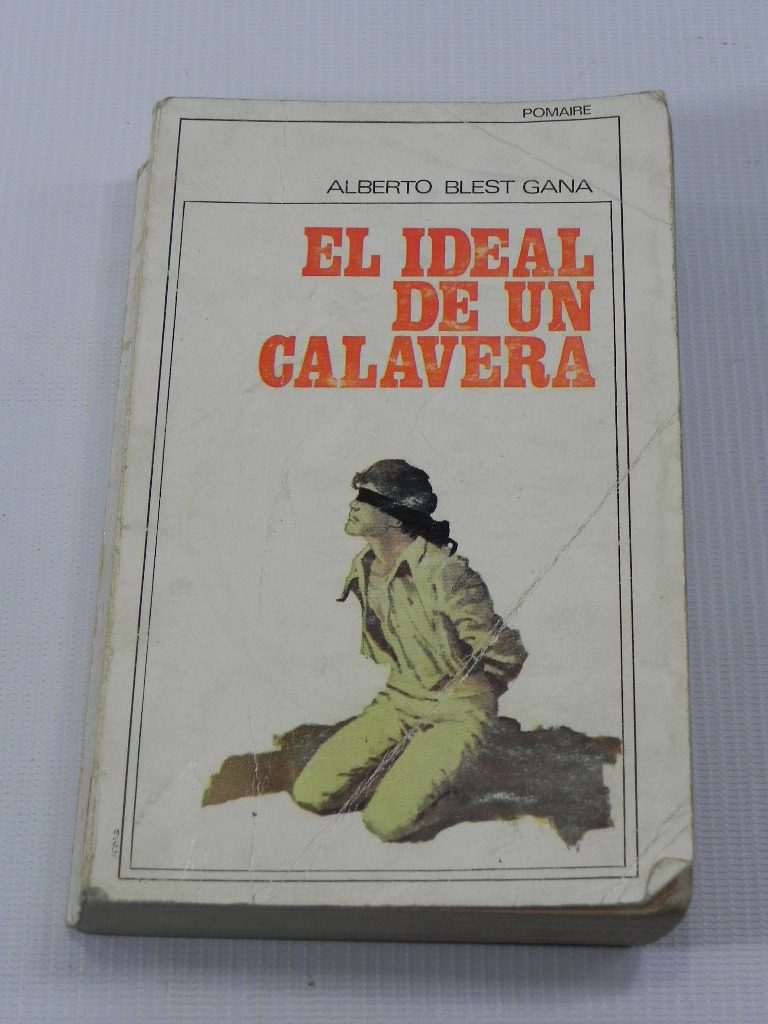 POMAIRE
ALBERTO BLEST GANA
EL IDEAL
DE UN
CALAVERA